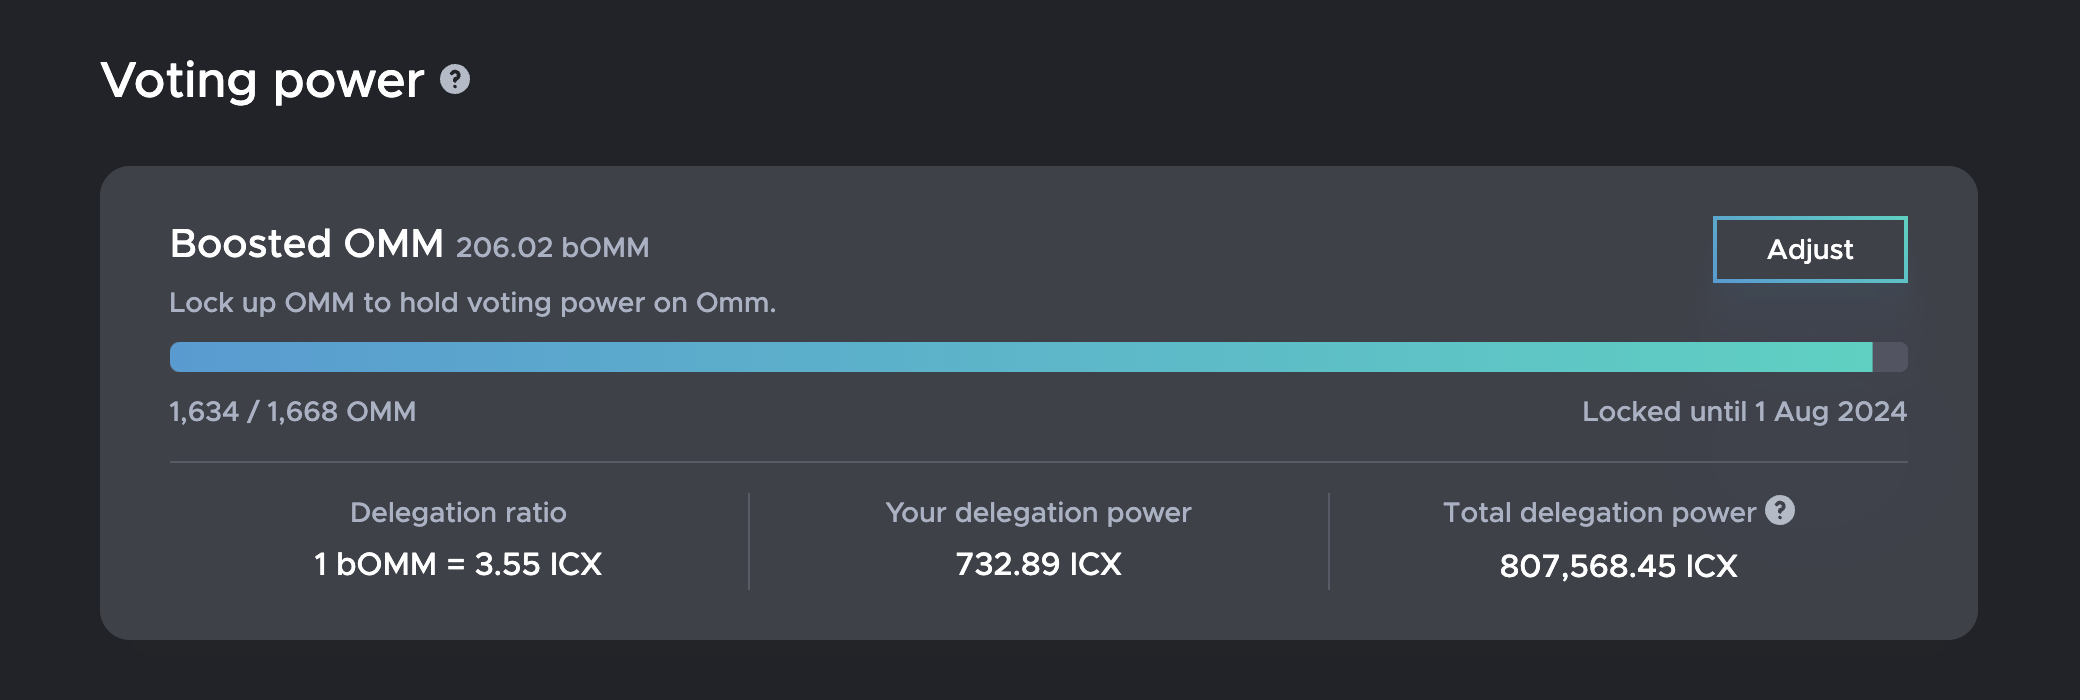 Voting power ?
Boosted OMM 206.02 bOMM
Adjust
Lock up OMM to hold voting power on Omm.
1,634 / 1,668 OMM
Locked until 1 Aug 2024
Delegation ratio
1 bOMM = 3.55 ICX
Your delegation power
732.89 ICX
Total delegation power ?
807,568.45 ICX